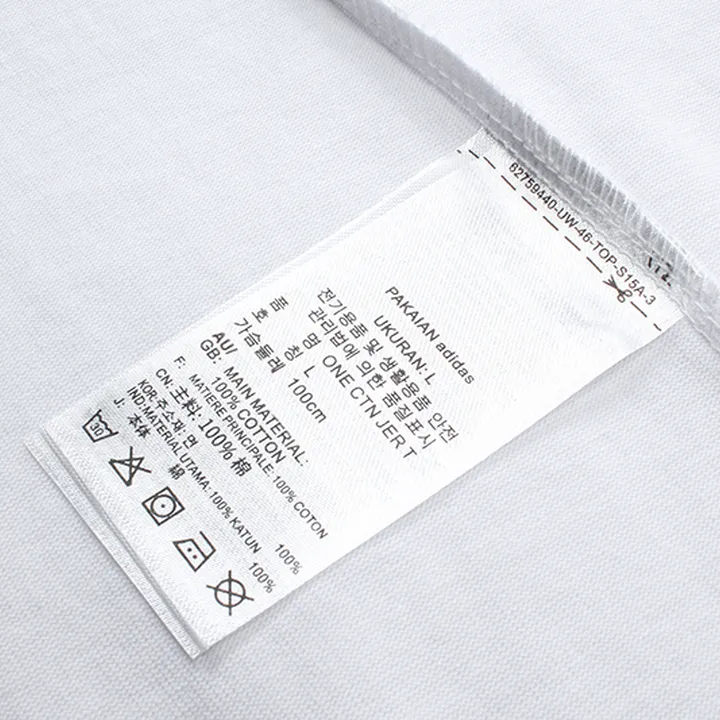 62759440-UW-46-TOP-S15A-3
PAKAIAN adidas
UKURAN: L
전기용품 및 생활용품 안전
관리법에 의한 품질표시
품 명 ONE CTN JER T
호 칭 L
가슴둘레 100cm
AU/
GB: MAIN MATERIAL:
100% COTTON
F: MATIERE PRINCIPALE: 100% COTON
CN: 主料: 100% 棉
KOR: 주소재: 면 100%
IND: MATERIAL UTAMA: 100% KATUN
J: 本体 綿 100%
30